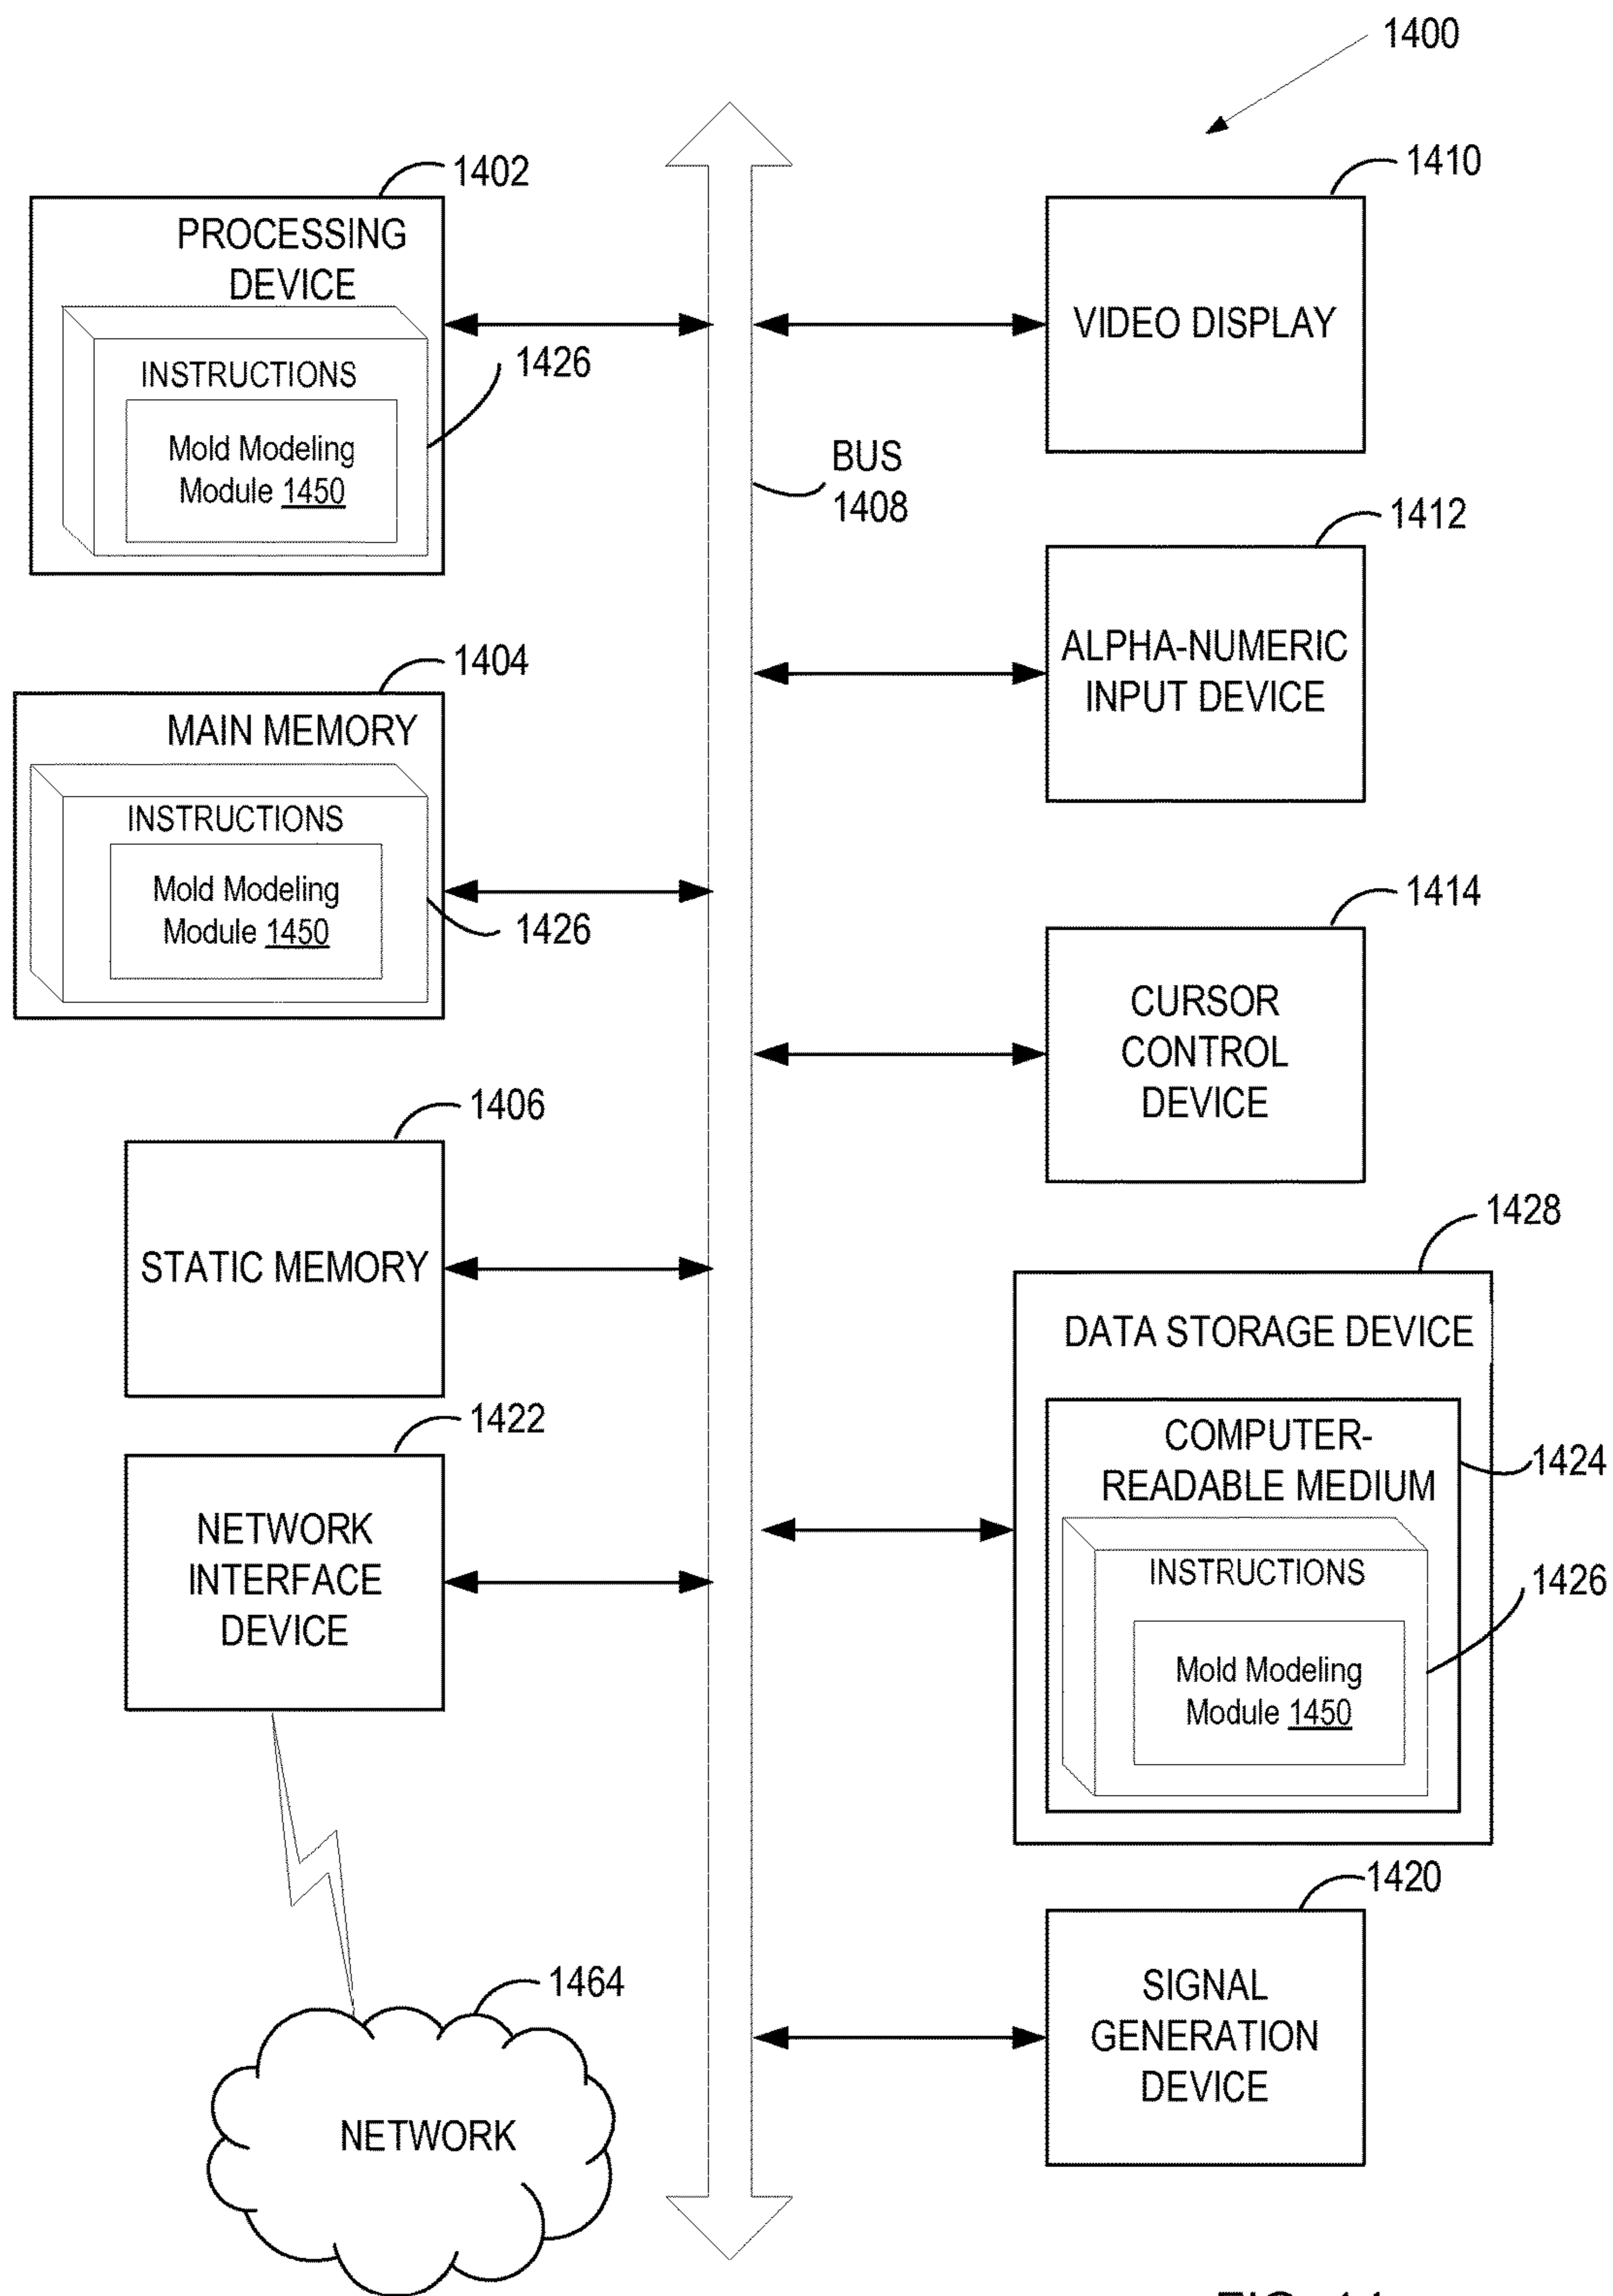 1400
1402
PROCESSING
DEVICE
INSTRUCTIONS
Mold Modeling
Module 1450
1426
1404
MAIN MEMORY
INSTRUCTIONS
Mold Modeling
Module 1450
1426
1406
STATIC MEMORY
1422
NETWORK
INTERFACE
DEVICE
1464
NETWORK
BUS
1408
1410
VIDEO DISPLAY
1412
ALPHA-NUMERIC
INPUT DEVICE
1414
CURSOR
CONTROL
DEVICE
1428
DATA STORAGE DEVICE
COMPUTER-
READABLE MEDIUM
1424
INSTRUCTIONS
Mold Modeling
Module 1450
1426
1420
SIGNAL
GENERATION
DEVICE